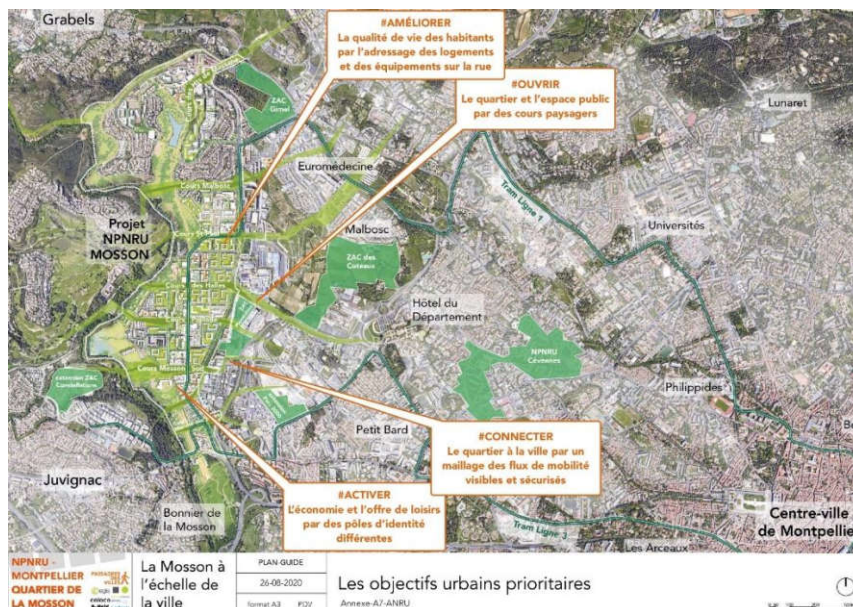 Grabels
#AMÉLIORER
La qualité de vie des habitants
par l'adressage des logements
et des équipements sur la rue
#OUVRIR
Le quartier et l'espace public
par des cours paysagers
Lunaret
ZAC
Euromédecine
Cours Malbosc
Tram Ligne 1
Projet
NPNRU
MOSSON
Malbosc
Universités
ZAC des
Coteaux
Hôtel du
Département
NPNRU
Cévennes
Cours Mosson
extension ZAC
Philippides
Petit Bard
#CONNECTER
Le quartier à la ville par un
maillage des flux de mobilité
visibles et sécurisés
Juvignac
#ACTIVER
L'économie et l'offre de loisirs
par des pôles d'identité
différentes
Bonnier de
la Mosson
Tram Ligne 3
Les Arceaux
Centre-ville
de Montpellie
NPNRU -
MONTPELLIER
QUARTIER DE
LA MOSSON
La Mosson à
l'échelle de
la ville
PLAN-GUIDE
26-08-2020
format A3
Les objectifs urbains prioritaires
Annexe-A7-ANRU